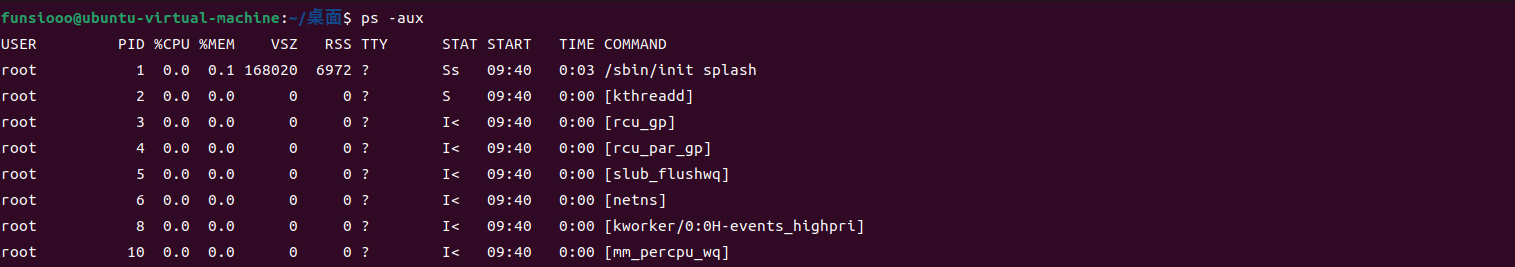 funsiooo@ubuntu-virtual-machine:~/桌面$ ps -aux
USER         PID %CPU %MEM    VSZ   RSS TTY      STAT START   TIME COMMAND
root           1  0.0  0.1 168020  6972 ?        Ss   09:40   0:03 /sbin/init splash
root           2  0.0  0.0      0     0 ?        S    09:40   0:00 [kthreadd]
root           3  0.0  0.0      0     0 ?        I<   09:40   0:00 [rcu_gp]
root           4  0.0  0.0      0     0 ?        I<   09:40   0:00 [rcu_par_gp]
root           5  0.0  0.0      0     0 ?        I<   09:40   0:00 [slub_flushwq]
root           6  0.0  0.0      0     0 ?        I<   09:40   0:00 [netns]
root           8  0.0  0.0      0     0 ?        I<   09:40   0:00 [kworker/0:0H-events_highpri]
root          10  0.0  0.0      0     0 ?        I<   09:40   0:00 [mm_percpu_wq]